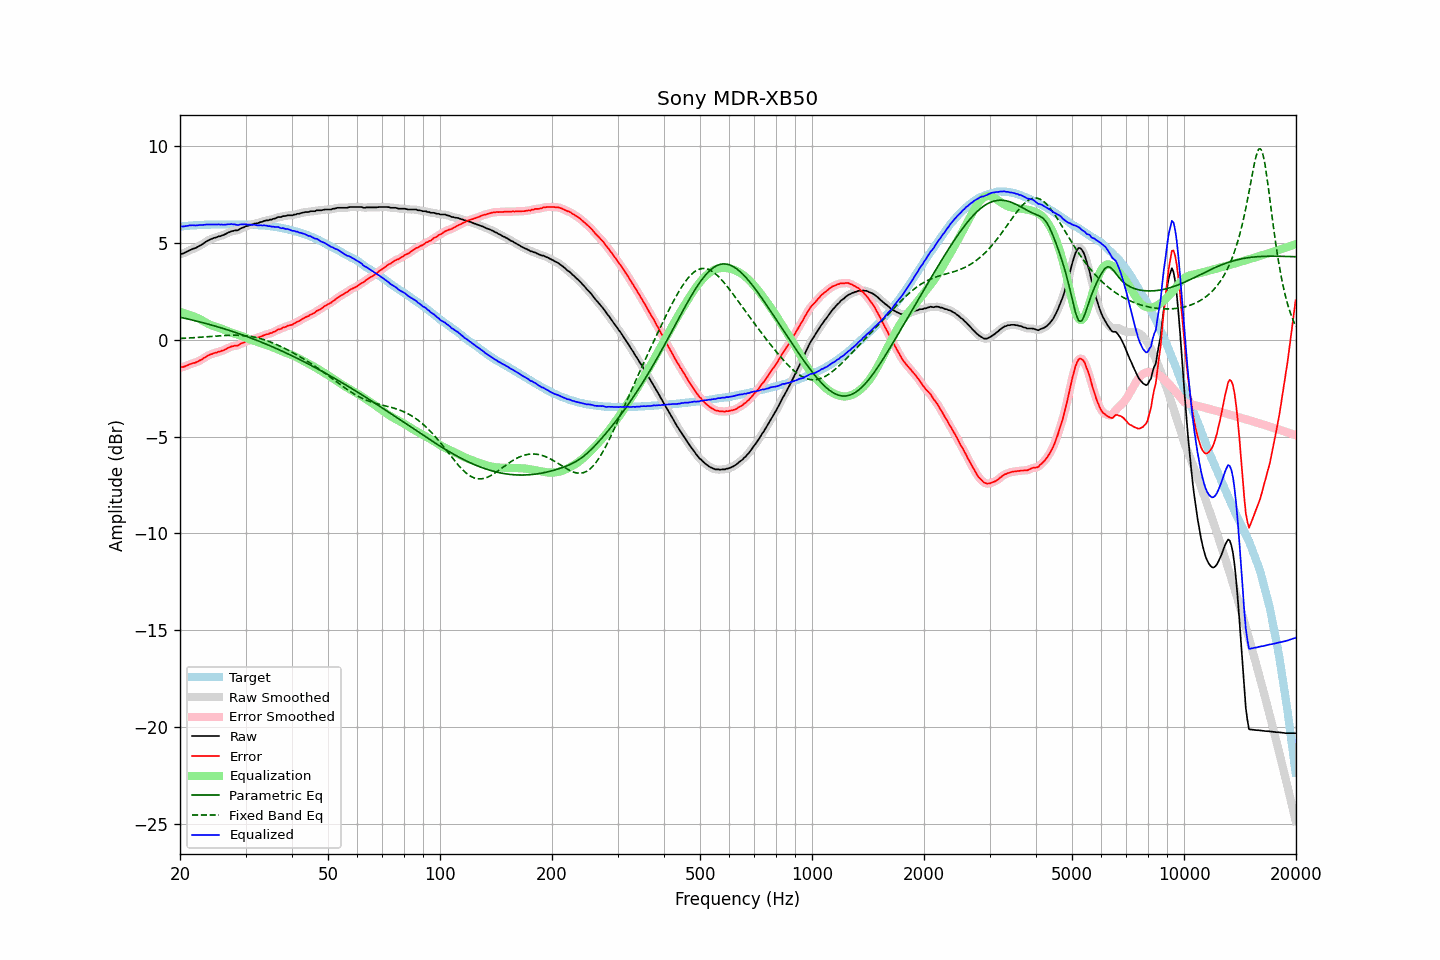 Sony MDR-XB50
Amplitude (dBr)
10
5
0
−5
−10
−15
−20
−25
Target
Raw Smoothed
Error Smoothed
Raw
Error
Equalization
Parametric Eq
Fixed Band Eq
Equalized
20 50 100 200 500 1000 2000 5000 10000 20000
Frequency (Hz)